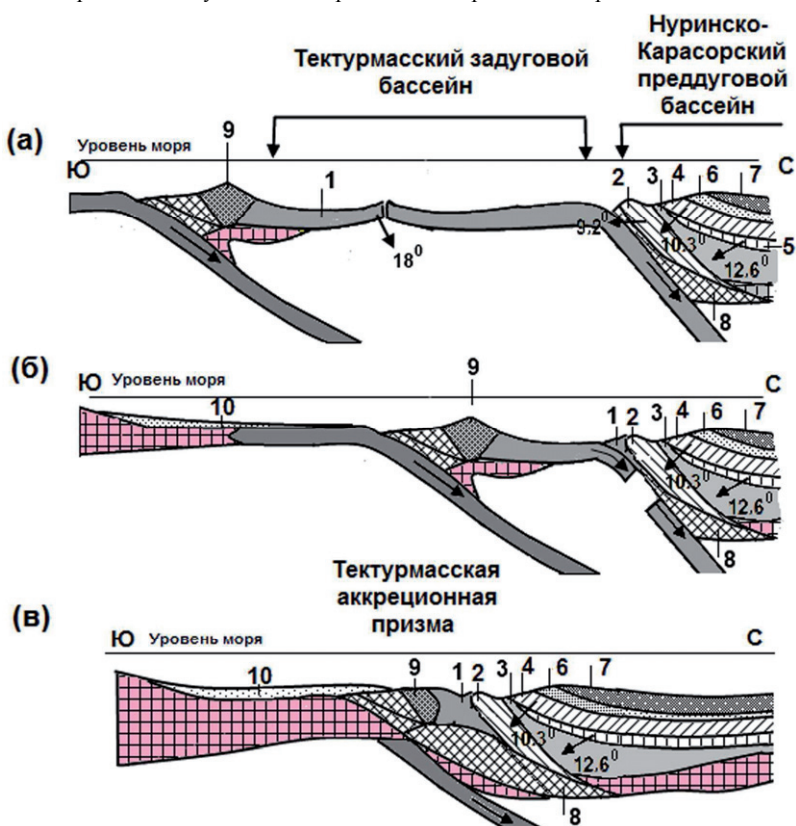 Нуринско-
Карасорский
преддуговой
бассейн
Тектурмасский задуговой
бассейн
(а)
Уровень моря
9
Ю
С
1
2
3
4
6
7
9.2⁰
10.3⁰
5
18⁰
12.6⁰
8
(б)
Ю Уровень моря
9
С
10
1 2 3 4 6 7
10.3⁰
12.6⁰
8
Тектурмасская
аккреционная
призма
(в)
Ю Уровень моря
С
10
9
1 2 3 4 6 7
10.3⁰
12.6⁰
8